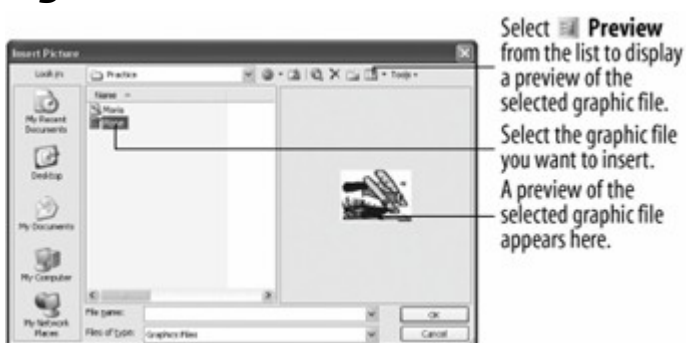 Insert Picture
Look in:
Practice
Tools
Name
Maria
My Recent
Documents
Desktop
My Documents
My Computer
My Network
Places
File name:
Files of type:
Graphics Files
OK
Cancel
Select Preview
from the list to display
a preview of the
selected graphic file.
Select the graphic file
you want to insert.
A preview of the
selected graphic file
appears here.